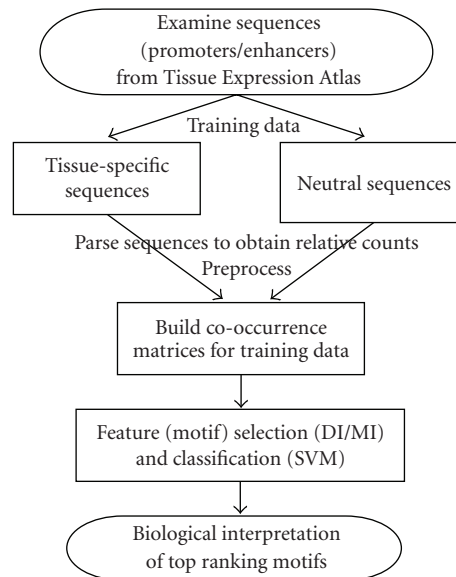 Examine sequences
(promoters/enhancers)
from Tissue Expression Atlas
Training data
Tissue-specific
sequences
Neutral sequences
Parse sequences to obtain relative counts
Preprocess
Build co-occurrence
matrices for training data
Feature (motif) selection (DI/MI)
and classification (SVM)
Biological interpretation
of top ranking motifs